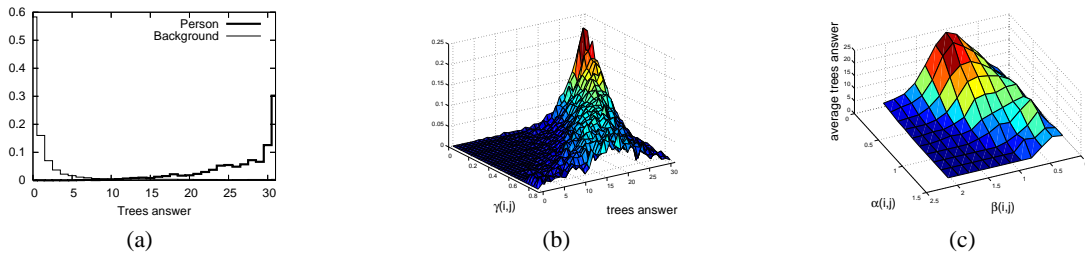 0.6
0.5
0.4
0.3
0.2
0.1
0
0 5 10 15 20 25 30
Person
Background
Trees answer
(a)
0.25
0.2
0.15
0.1
0.05
0
0 0.2 0.4 0.6 0.8
0 5 10 15 20 25 30
γ(i,j)
trees answer
(b)
average trees answer
25
20
15
10
5
0
0 0.5 1 1.5
2.5 2 1.5 1 0.5
α(i,j)
β(i,j)
(c)